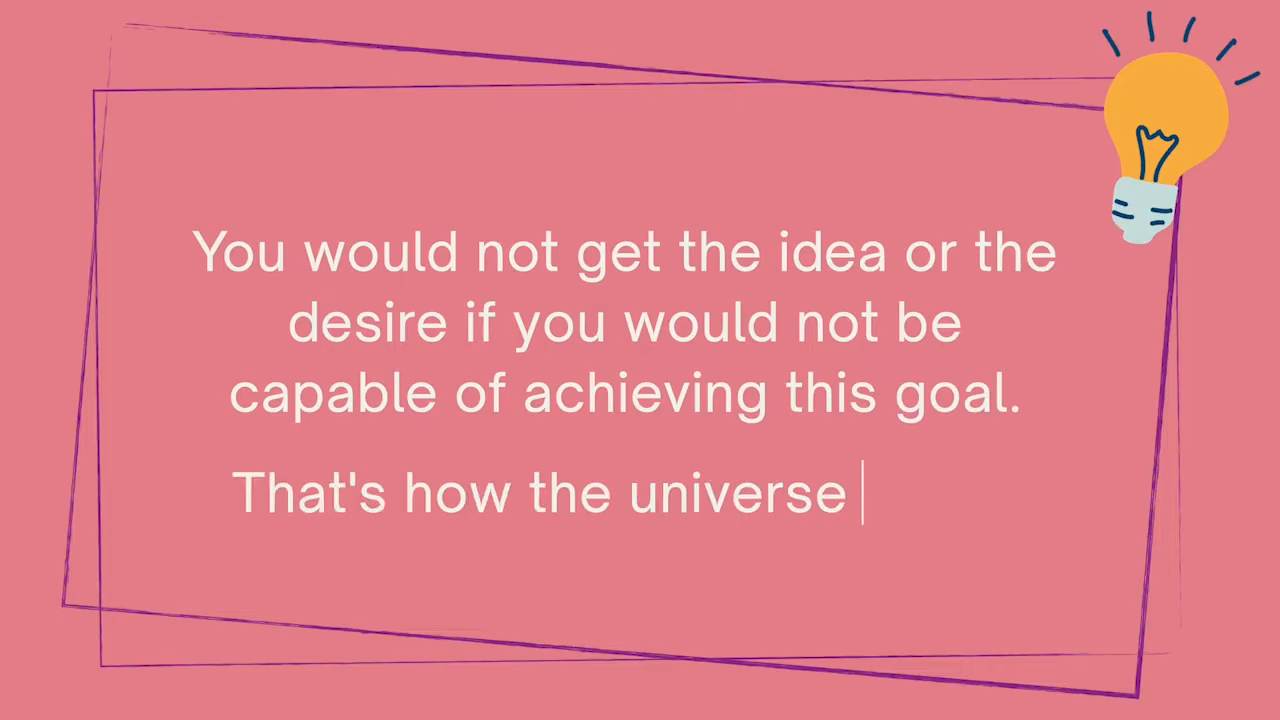 You would not get the idea or the
desire if you would not be
capable of achieving this goal.
That's how the universe